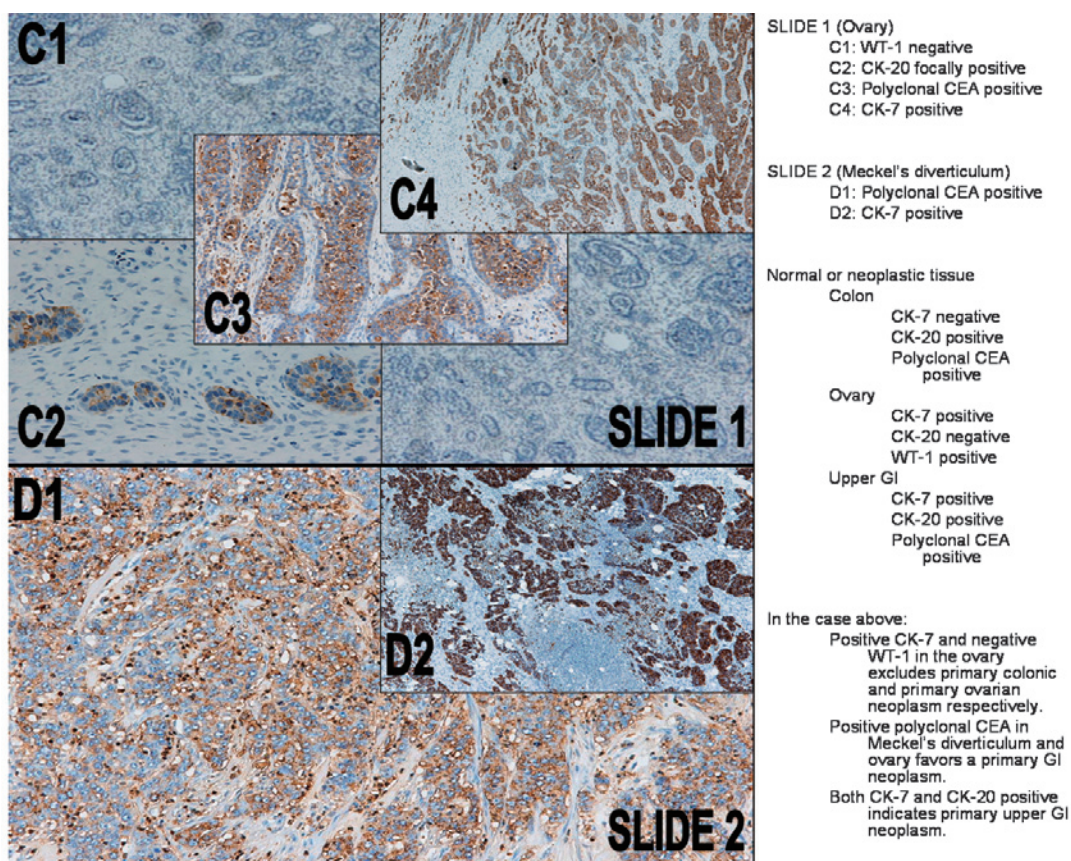 C1
C4
C3
C2
SLIDE 1
D1
D2
SLIDE 2
SLIDE 1 (Ovary)
C1: WT-1 negative
C2: CK-20 focally positive
C3: Polyclonal CEA positive
C4: CK-7 positive
SLIDE 2 (Meckel's diverticulum)
D1: Polyclonal CEA positive
D2: CK-7 positive
Normal or neoplastic tissue
Colon
CK-7 negative
CK-20 positive
Polyclonal CEA
positive
Ovary
CK-7 positive
CK-20 negative
WT-1 positive
Upper GI
CK-7 positive
CK-20 positive
Polyclonal CEA
positive
In the case above:
Positive CK-7 and negative
WT-1 in the ovary
excludes primary colonic
and primary ovarian
neoplasm respectively.
Positive polyclonal CEA in
Meckel's diverticulum and
ovary favors a primary GI
neoplasm.
Both CK-7 and CK-20 positive
indicates primary upper GI
neoplasm.